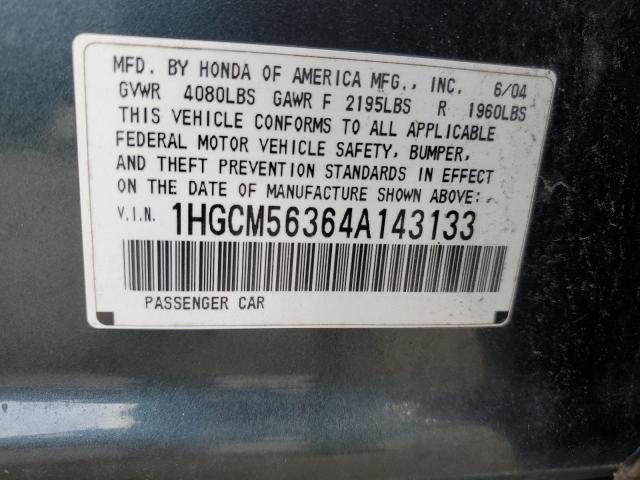 MFD. BY HONDA OF AMERICA MFG., INC. 6/04
GVWR 4080LBS GAWR F 2195LBS R 1960LBS
THIS VEHICLE CONFORMS TO ALL APPLICABLE
FEDERAL MOTOR VEHICLE SAFETY, BUMPER,
AND THEFT PREVENTION STANDARDS IN EFFECT
ON THE DATE OF MANUFACTURE SHOWN ABOVE:
V.I.N. 1HGCM56364A143133
PASSENGER CAR